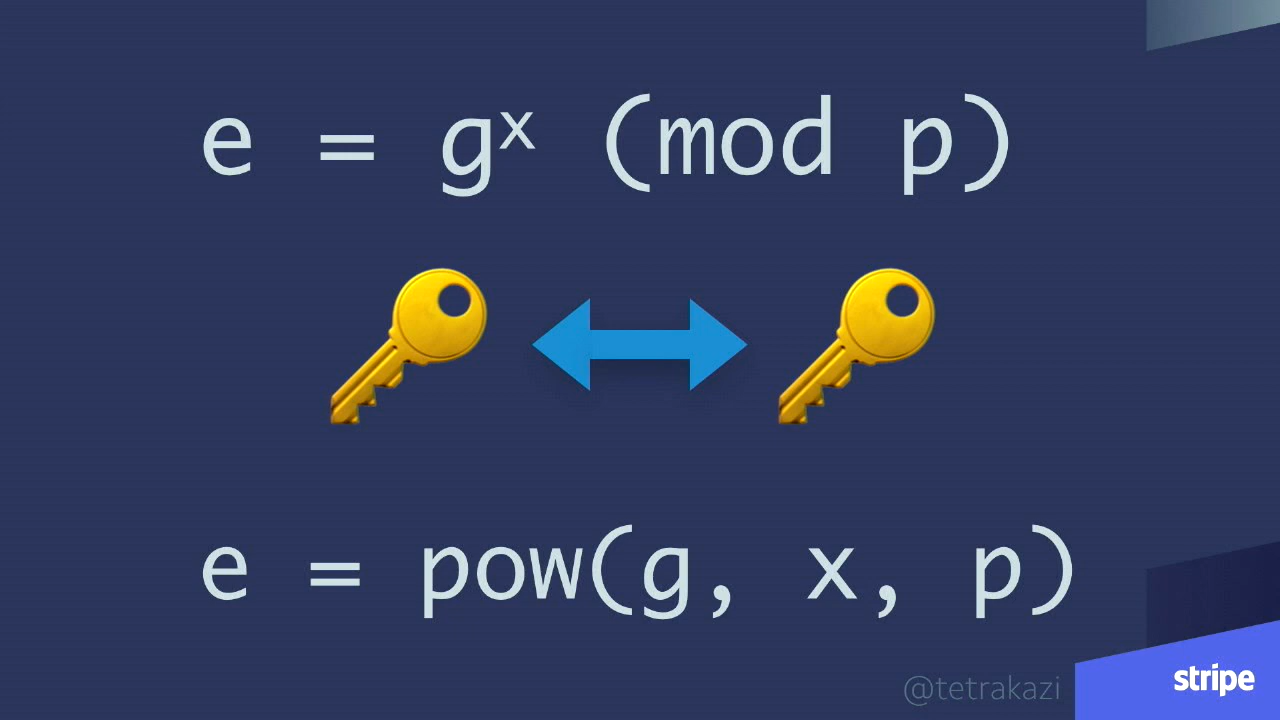 e = gˣ (mod p)
e = pow(g, x, p)
@tetrakazi
stripe